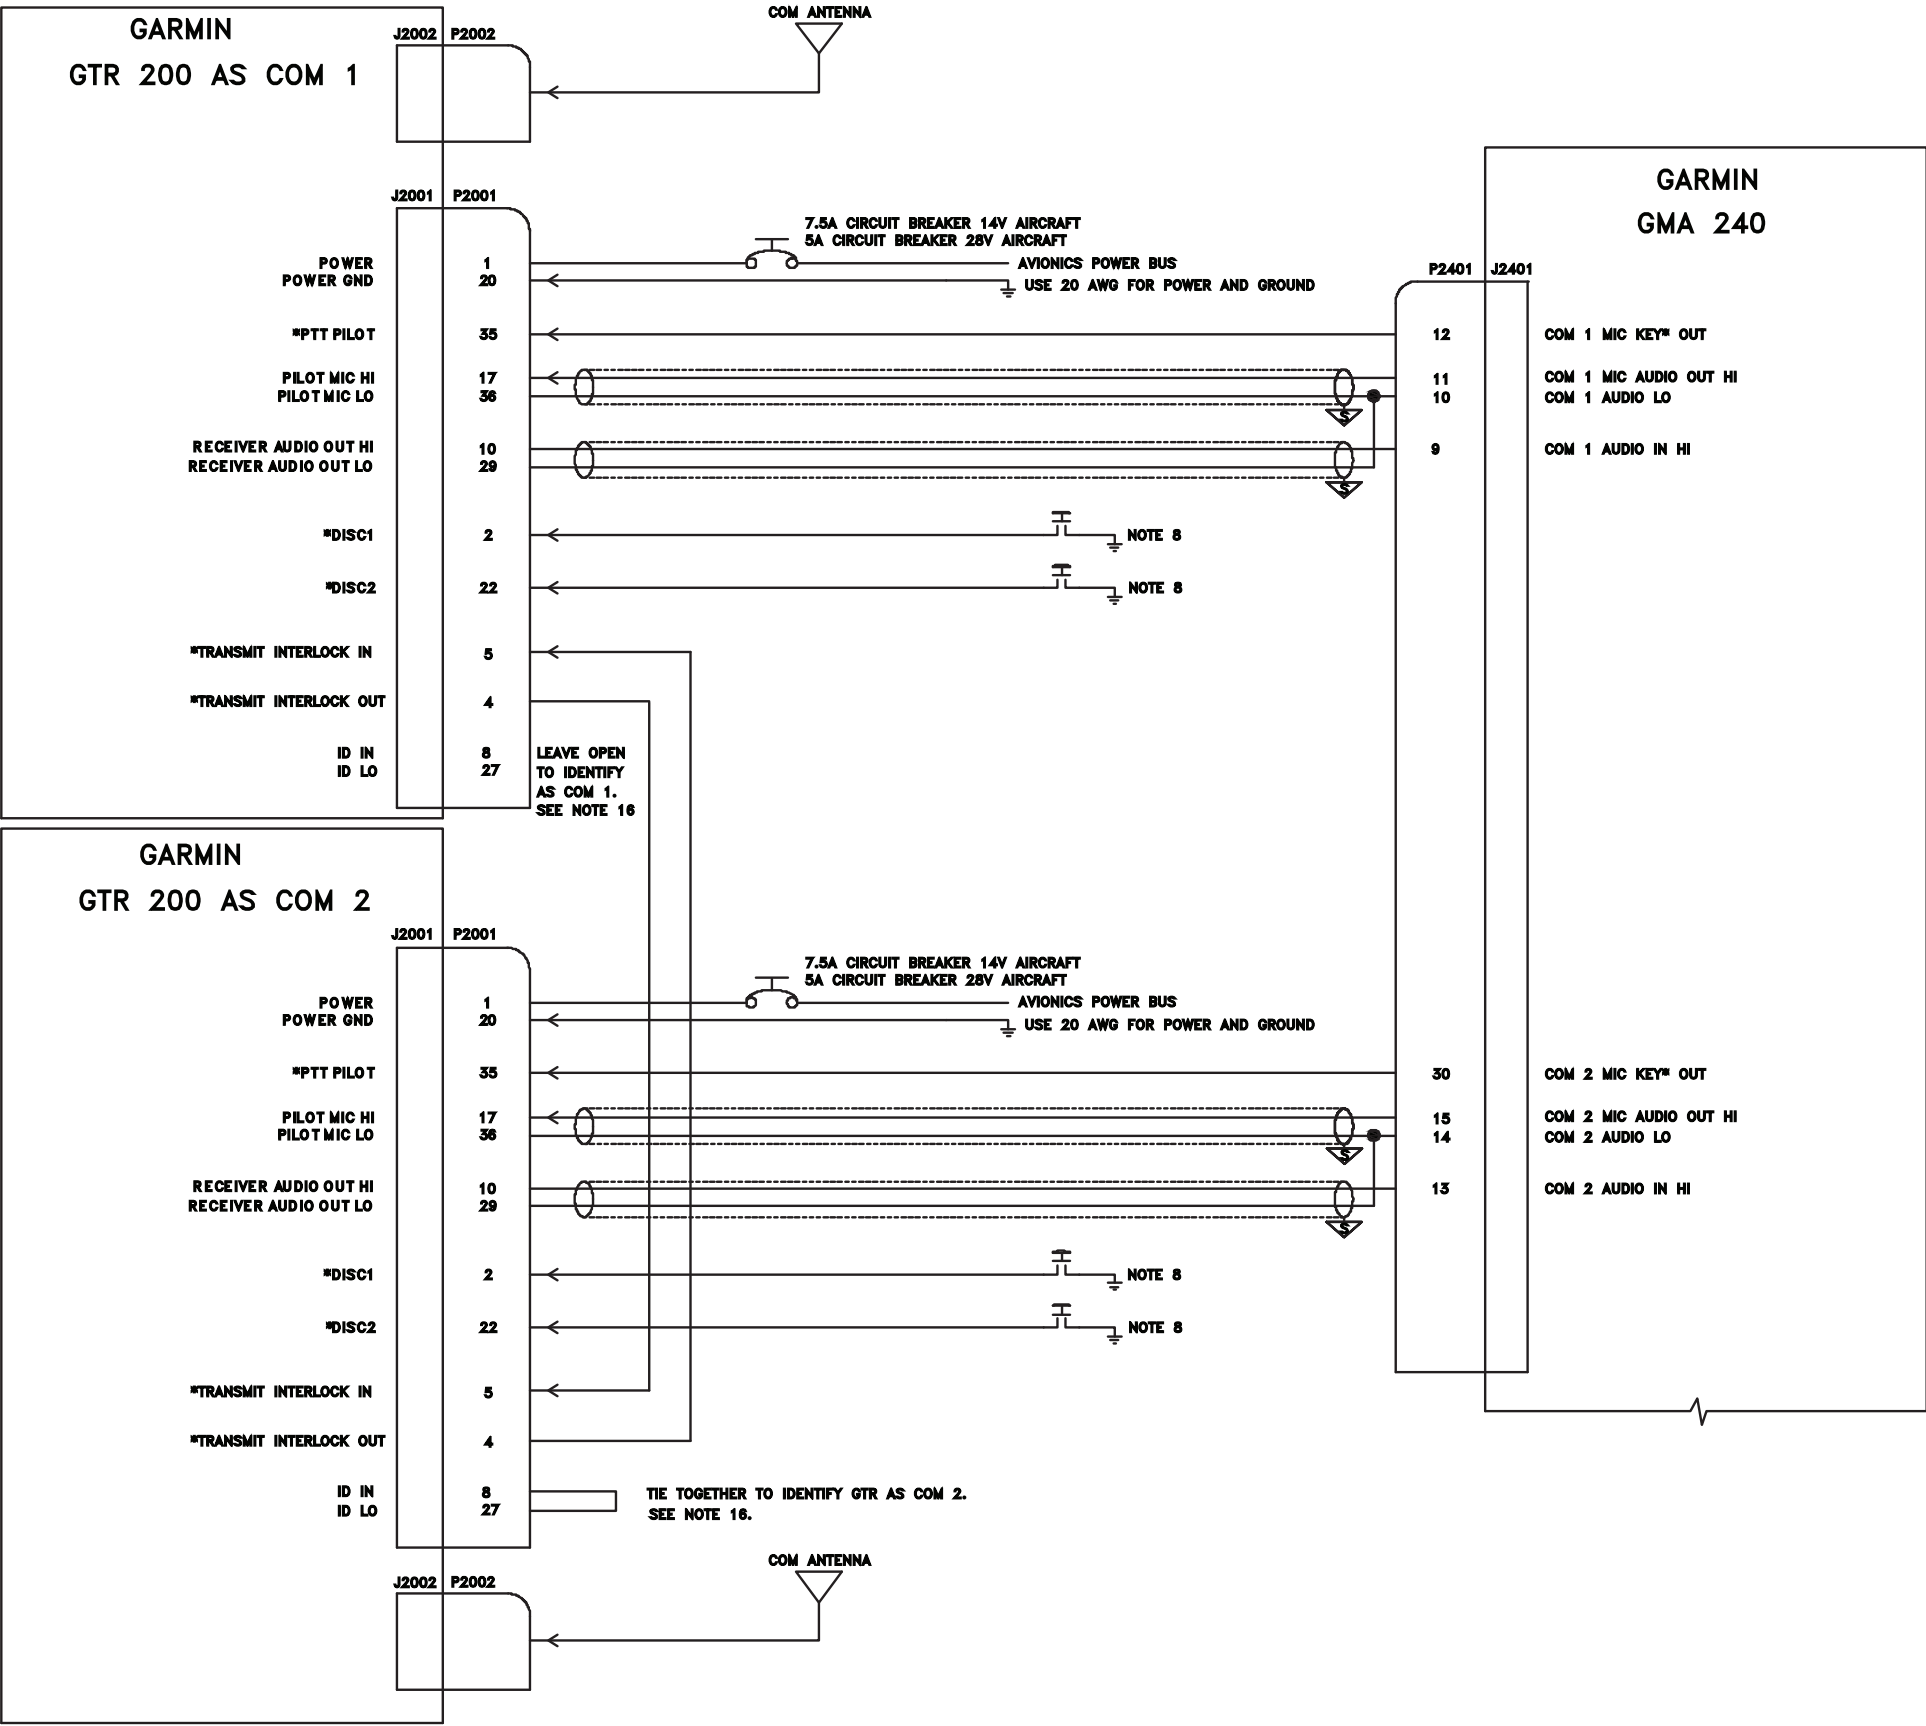 COM ANTENNA
GARMIN
GTR 200 AS COM 1
J2002 P2002
GARMIN
GMA 240
J2001 P2001
7.5A CIRCUIT BREAKER 14V AIRCRAFT
5A CIRCUIT BREAKER 28V AIRCRAFT
POWER 1 AVIONICS POWER BUS
POWER GND 20 USE 20 AWG FOR POWER AND GROUND
P2401 J2401
*PTT PILOT 35 12 COM 1 MIC KEY* OUT
PILOT MIC HI 17 11 COM 1 MIC AUDIO OUT HI
PILOT MIC LO 36 10 COM 1 AUDIO LO
S
RECEIVER AUDIO OUT HI 10 9 COM 1 AUDIO IN HI
RECEIVER AUDIO OUT LO 29
S
*DISC1 2 NOTE 8
*DISC2 22 NOTE 8
*TRANSMIT INTERLOCK IN 5
*TRANSMIT INTERLOCK OUT 4
ID IN 8 LEAVE OPEN
ID LO 27 TO IDENTIFY
AS COM 1.
SEE NOTE 16
GARMIN
GTR 200 AS COM 2
J2001 P2001
7.5A CIRCUIT BREAKER 14V AIRCRAFT
5A CIRCUIT BREAKER 28V AIRCRAFT
POWER 1 AVIONICS POWER BUS
POWER GND 20 USE 20 AWG FOR POWER AND GROUND
*PTT PILOT 35 30 COM 2 MIC KEY* OUT
PILOT MIC HI 17 15 COM 2 MIC AUDIO OUT HI
PILOT MIC LO 36 14 COM 2 AUDIO LO
S
RECEIVER AUDIO OUT HI 10 13 COM 2 AUDIO IN HI
RECEIVER AUDIO OUT LO 29
S
*DISC1 2 NOTE 8
*DISC2 22 NOTE 8
*TRANSMIT INTERLOCK IN 5
*TRANSMIT INTERLOCK OUT 4
ID IN 8 TIE TOGETHER TO IDENTIFY GTR AS COM 2.
ID LO 27 SEE NOTE 16.
COM ANTENNA
J2002 P2002